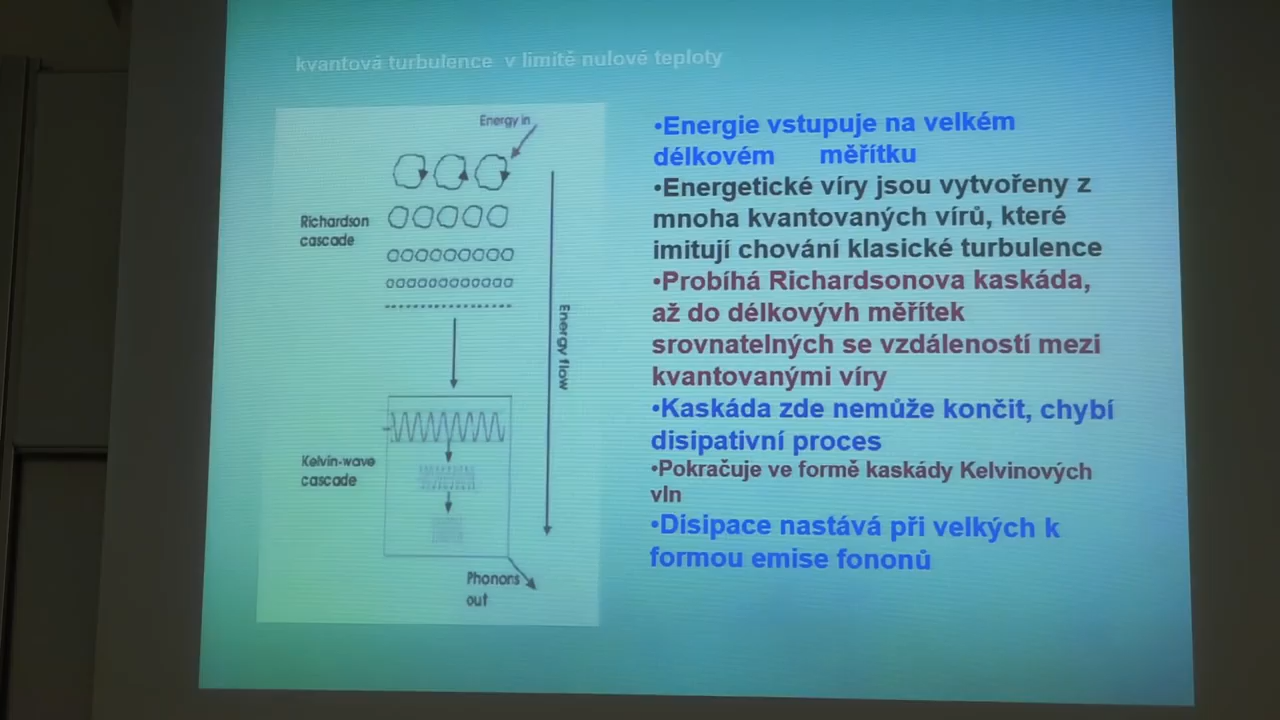 kvantová turbulence v limitě nulové teploty
Energy in
Richardson
cascade
Energy flow
Kelvin-wave
cascade
Phonons
out
•Energie vstupuje na velkém
délkovém měřítku
•Energetické víry jsou vytvořeny z
mnoha kvantovaných vírů, které
imitují chování klasické turbulence
•Probíhá Richardsonova kaskáda,
až do délkovývh měřítek
srovnatelných se vzdáleností mezi
kvantovanými víry
•Kaskáda zde nemůže končit, chybí
disipativní proces
•Pokračuje ve formě kaskády Kelvinových
vln
•Disipace nastává při velkých k
formou emise fononů